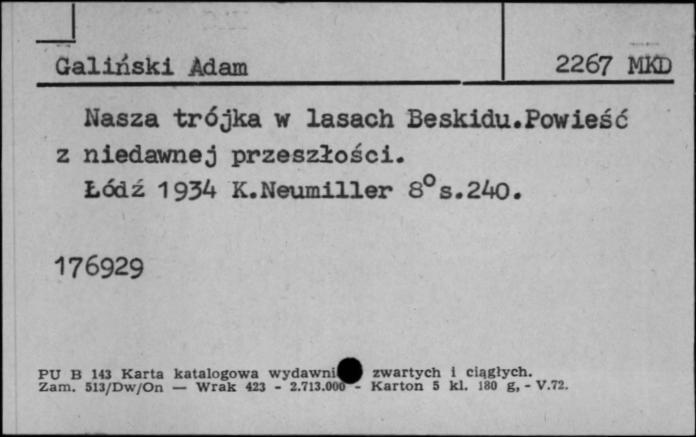 Galiński Adam 2267 MKD
Nasza trójka w lasach Beskidu.Powieść
z niedawnej przeszłości.
Łódź 1934 K.Neumiller 8° s.240.
176929
PU B 143 Karta katalogowa wydawni zwartych i ciągłych.
Zam. 513/Dw/On — Wrak 423 - 2.713.000 - Karton 5 kl. 180 g, - V.72.